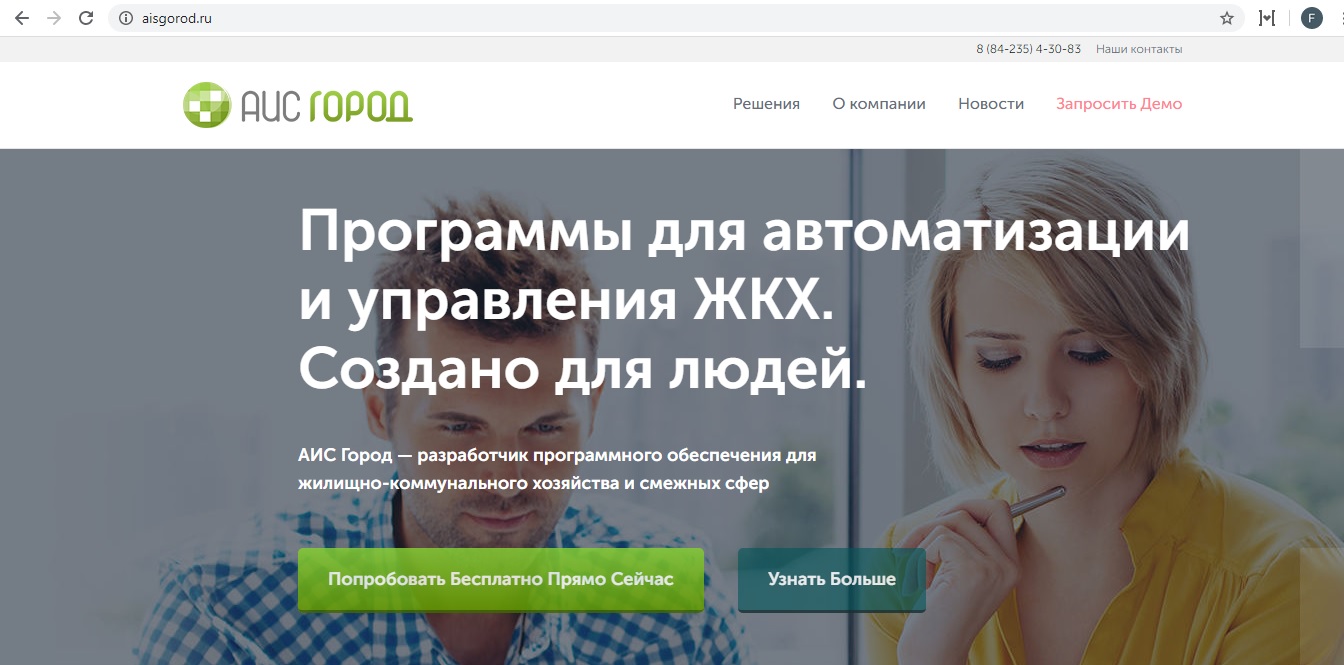 aisgorod.ru
F
8 (84-235) 4-30-83 Наши контакты
АИС ГОРОД
Решения О компании Новости Запросить Демо
Программы для автоматизации
и управления ЖКХ.
Создано для людей.
АИС Город — разработчик программного обеспечения для
жилищно-коммунального хозяйства и смежных сфер
Попробовать Бесплатно Прямо Сейчас Узнать Больше